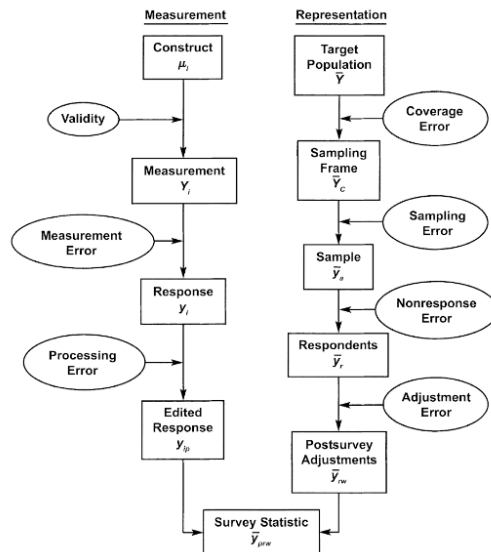 Measurement
Representation
Construct
μi
Target
Population
Ȳ
Validity
Coverage
Error
Measurement
Yi
Sampling
Frame
ȲC
Measurement
Error
Sampling
Error
Sample
ȳs
Response
yi
Nonresponse
Error
Processing
Error
Respondents
ȳr
Adjustment
Error
Edited
Response
yip
Postsurvey
Adjustments
ȳrw
Survey Statistic
ȳprw